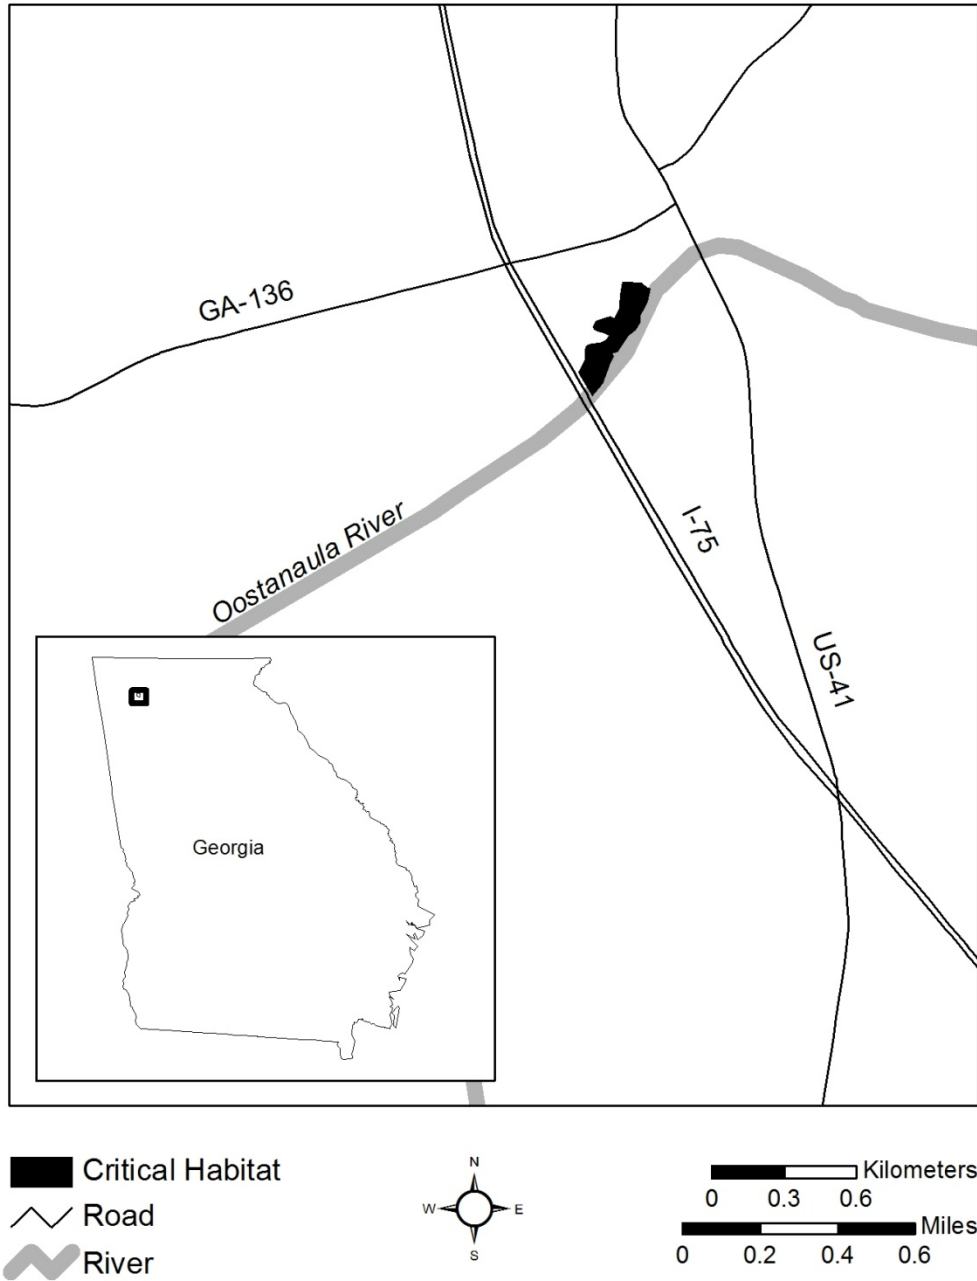 GA-136
Oostanaula River
I-75
US-41
Georgia
Critical Habitat
Road
River
N
W
E
S
Kilometers
0
0.3
0.6
Miles
0
0.2
0.4
0.6